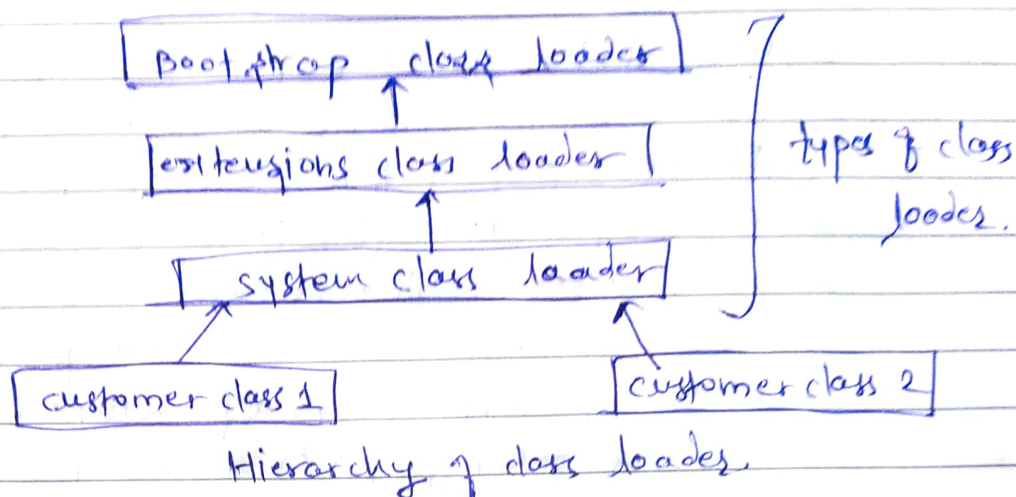 Bootstrap class loader
extensions class loader
types of class
loader.
system class loader
customer class 1
customer class 2
Hierarchy of class loader.